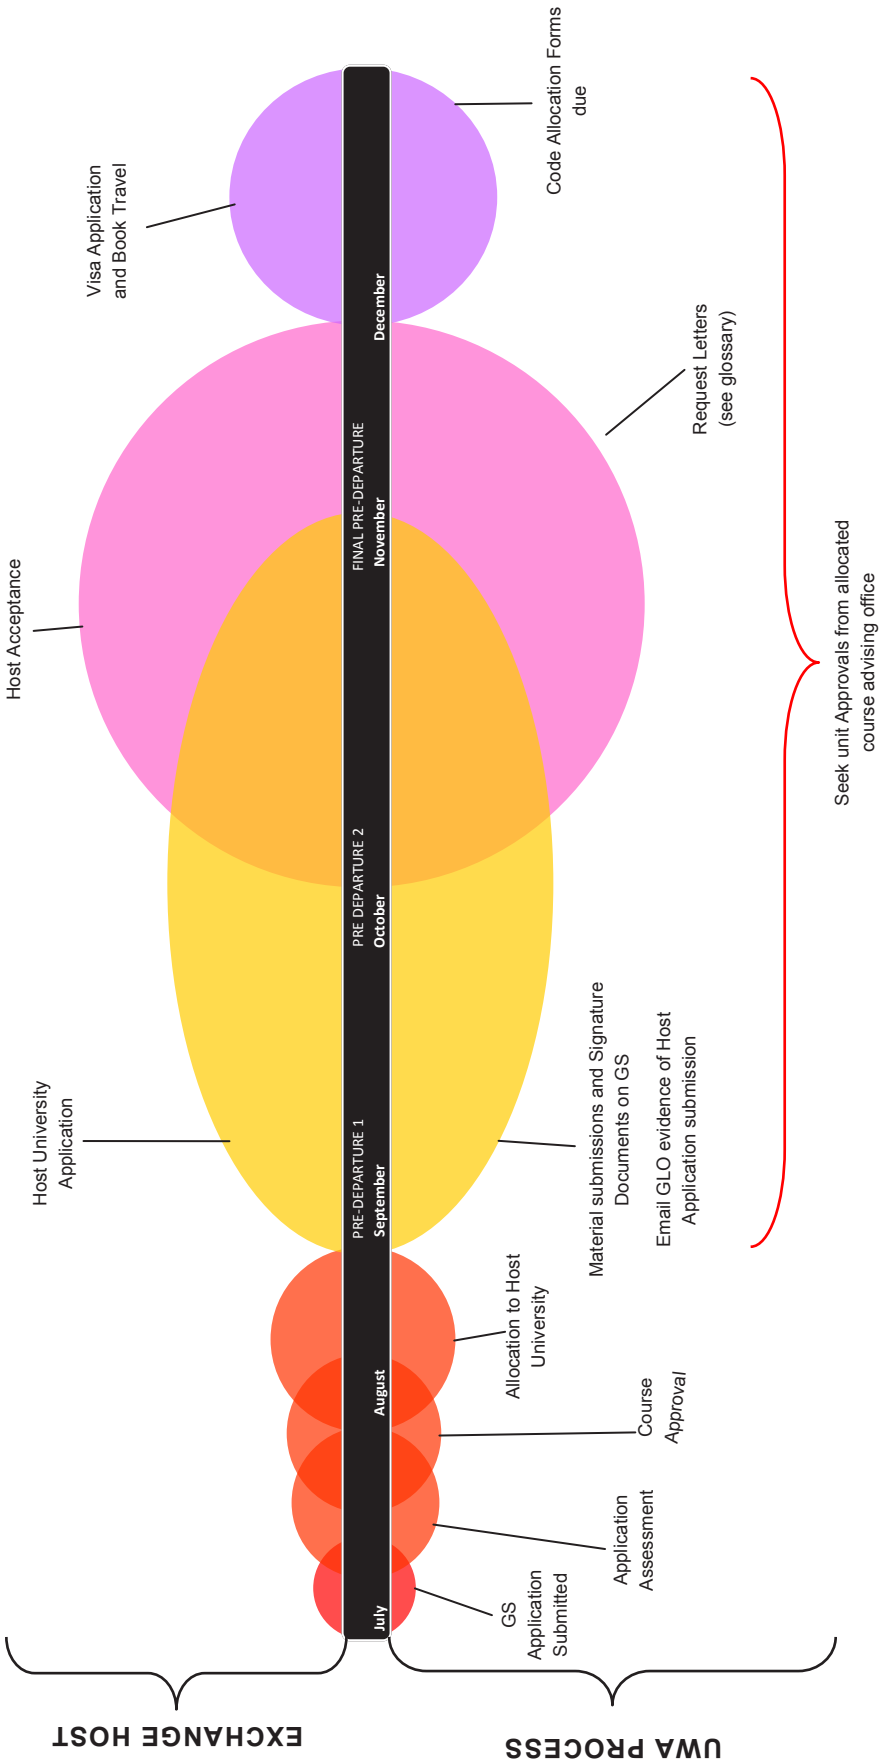 EXCHANGE HOST
UWA PROCESS
Host University
Application
Host Acceptance
Visa Application
and Book Travel
PRE-DEPARTURE 1
PRE DEPARTURE 2
FINAL PRE-DEPARTURE
July
August
September
October
November
December
GS
Application
Submitted
Application
Assessment
Course
Approval
Allocation to Host
University
Material submissions and Signature
Documents on GS
Email GLO evidence of Host
Application submission
Request Letters
(see glossary)
Code Allocation Forms
due
Seek unit Approvals from allocated
course advising office